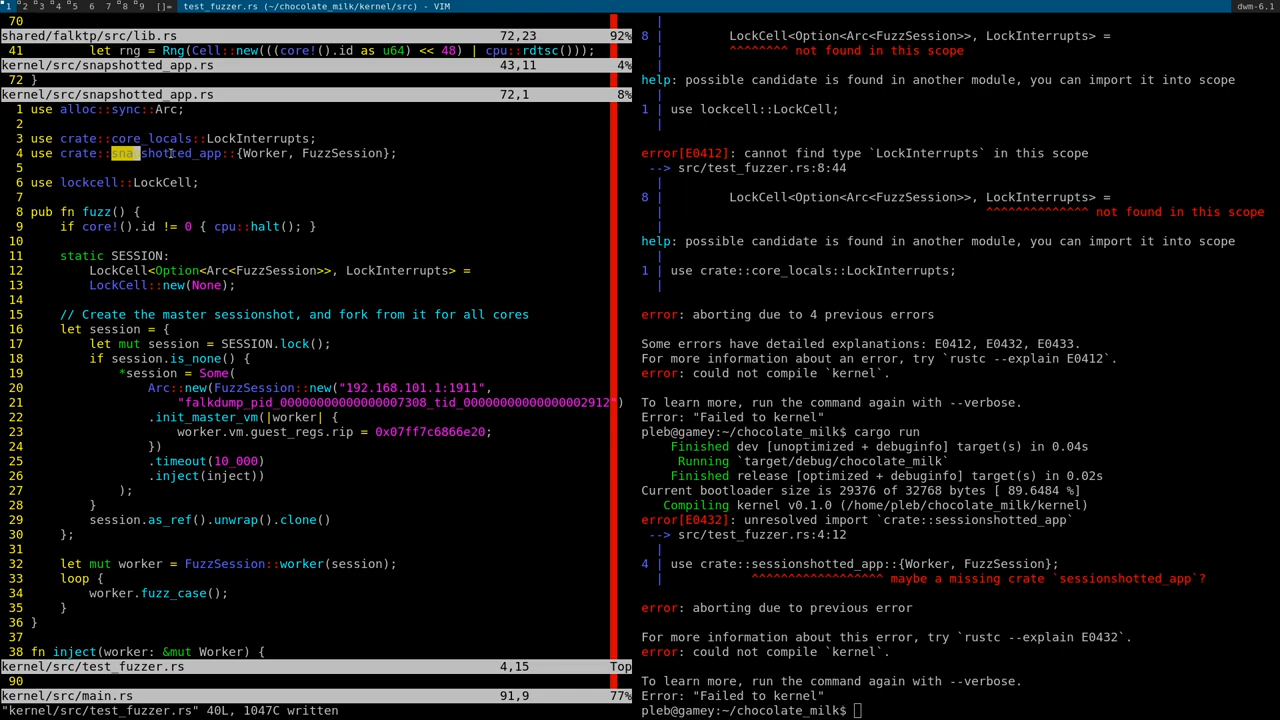 1 2 3 4 5 6 7 8 9 []= test_fuzzer.rs (~/chocolate_milk/kernel/src) - VIM dwm-6.1
70
shared/falktp/src/lib.rs 72,23 92%
41 let rng = Rng(Cell::new(((core!().id as u64) << 48) | cpu::rdtsc()));
kernel/src/snapshotted_app.rs 43,11 4%
72 }
kernel/src/snapshotted_app.rs 72,1 8%
1 use alloc::sync::Arc;
2
3 use crate::core_locals::LockInterrupts;
4 use crate::snapshotted_app::{Worker, FuzzSession};
5
6 use lockcell::LockCell;
7
8 pub fn fuzz() {
9 if core!().id != 0 { cpu::halt(); }
10
11 static SESSION:
12 LockCell<Option<Arc<FuzzSession>>, LockInterrupts> =
13 LockCell::new(None);
14
15 // Create the master sessionshot, and fork from it for all cores
16 let session = {
17 let mut session = SESSION.lock();
18 if session.is_none() {
19 *session = Some(
20 Arc::new(FuzzSession::new("192.168.101.1:1911",
21 "falkdump_pid_00000000000000007308_tid_00000000000000002912")
22 .init_master_vm(|worker| {
23 worker.vm.guest_regs.rip = 0x07ff7c6866e20;
24 })
25 .timeout(10_000)
26 .inject(inject))
27 );
28 }
29 session.as_ref().unwrap().clone()
30 };
31
32 let mut worker = FuzzSession::worker(session);
33 loop {
34 worker.fuzz_case();
35 }
36 }
37
38 fn inject(worker: &mut Worker) {
kernel/src/test_fuzzer.rs 4,15 Top
90
kernel/src/main.rs 91,9 77%
"kernel/src/test_fuzzer.rs" 40L, 1047C written
|
8 | LockCell<Option<Arc<FuzzSession>>, LockInterrupts> =
| ^^^^^^^^ not found in this scope
|
help: possible candidate is found in another module, you can import it into scope
|
1 | use lockcell::LockCell;
|

error[E0412]: cannot find type `LockInterrupts` in this scope
--> src/test_fuzzer.rs:8:44
|
8 | LockCell<Option<Arc<FuzzSession>>, LockInterrupts> =
| ^^^^^^^^^^^^^^ not found in this scope
|
help: possible candidate is found in another module, you can import it into scope
|
1 | use crate::core_locals::LockInterrupts;
|

error: aborting due to 4 previous errors

Some errors have detailed explanations: E0412, E0432, E0433.
For more information about an error, try `rustc --explain E0412`.
error: could not compile `kernel`.

To learn more, run the command again with --verbose.
Error: "Failed to kernel"
pleb@gamey:~/chocolate_milk$ cargo run
Finished dev [unoptimized + debuginfo] target(s) in 0.04s
Running `target/debug/chocolate_milk`
Finished release [optimized + debuginfo] target(s) in 0.02s
Current bootloader size is 29376 of 32768 bytes [ 89.6484 %]
Compiling kernel v0.1.0 (/home/pleb/chocolate_milk/kernel)
error[E0432]: unresolved import `crate::sessionshotted_app`
--> src/test_fuzzer.rs:4:12
|
4 | use crate::sessionshotted_app::{Worker, FuzzSession};
| ^^^^^^^^^^^^^^^^^^ maybe a missing crate `sessionshotted_app`?

error: aborting due to previous error

For more information about this error, try `rustc --explain E0432`.
error: could not compile `kernel`.

To learn more, run the command again with --verbose.
Error: "Failed to kernel"
pleb@gamey:~/chocolate_milk$